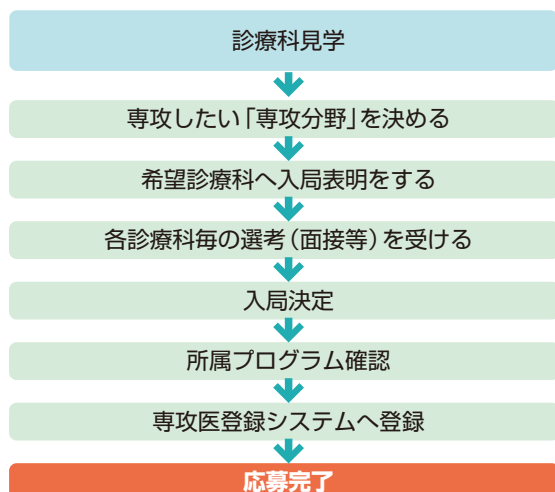 診療科見学
専攻したい「専攻分野」を決める
希望診療科へ入局表明をする
各診療科毎の選考（面接等）を受ける
入局決定
所属プログラム確認
専攻医登録システムへ登録
応募完了